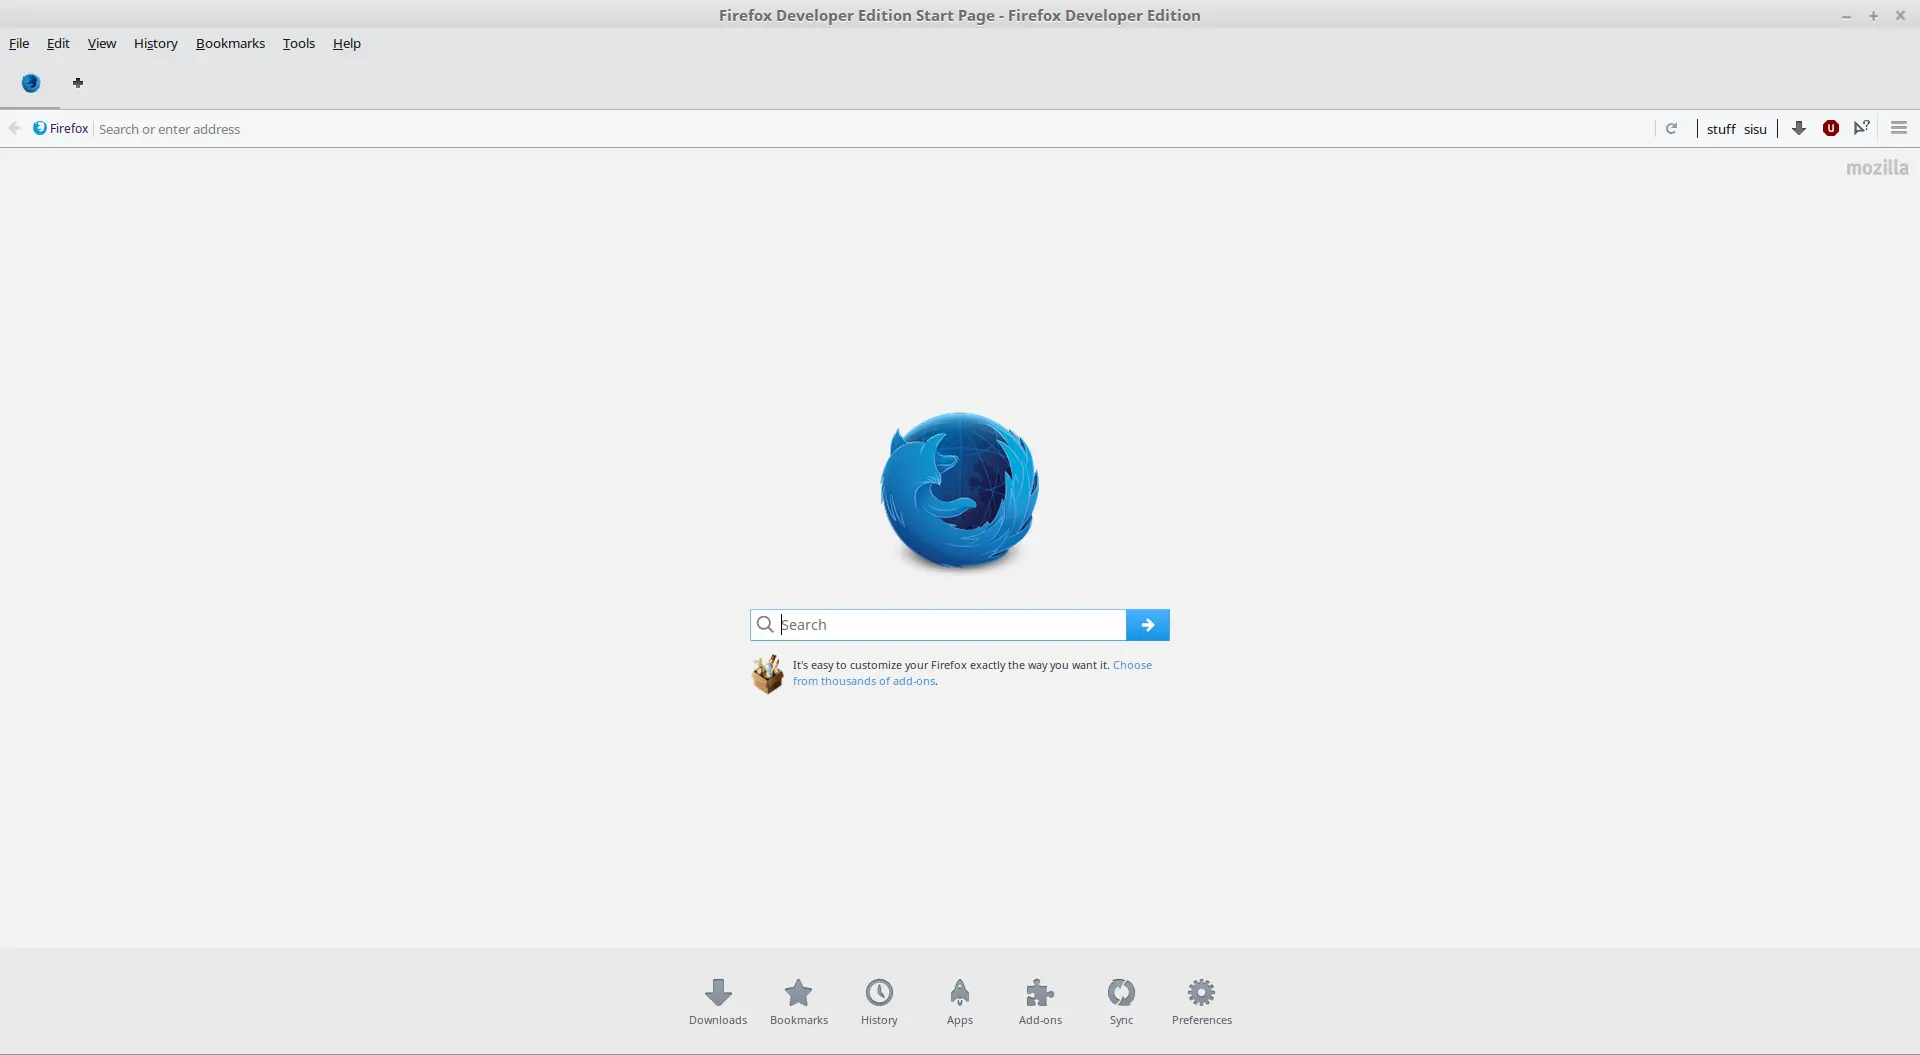 Firefox Developer Edition Start Page - Firefox Developer Edition
File Edit View History Bookmarks Tools Help
Firefox Search or enter address stuff sisu
mozilla
Search
It's easy to customize your Firefox exactly the way you want it. Choose
from thousands of add-ons.
Downloads Bookmarks History Apps Add-ons Sync Preferences